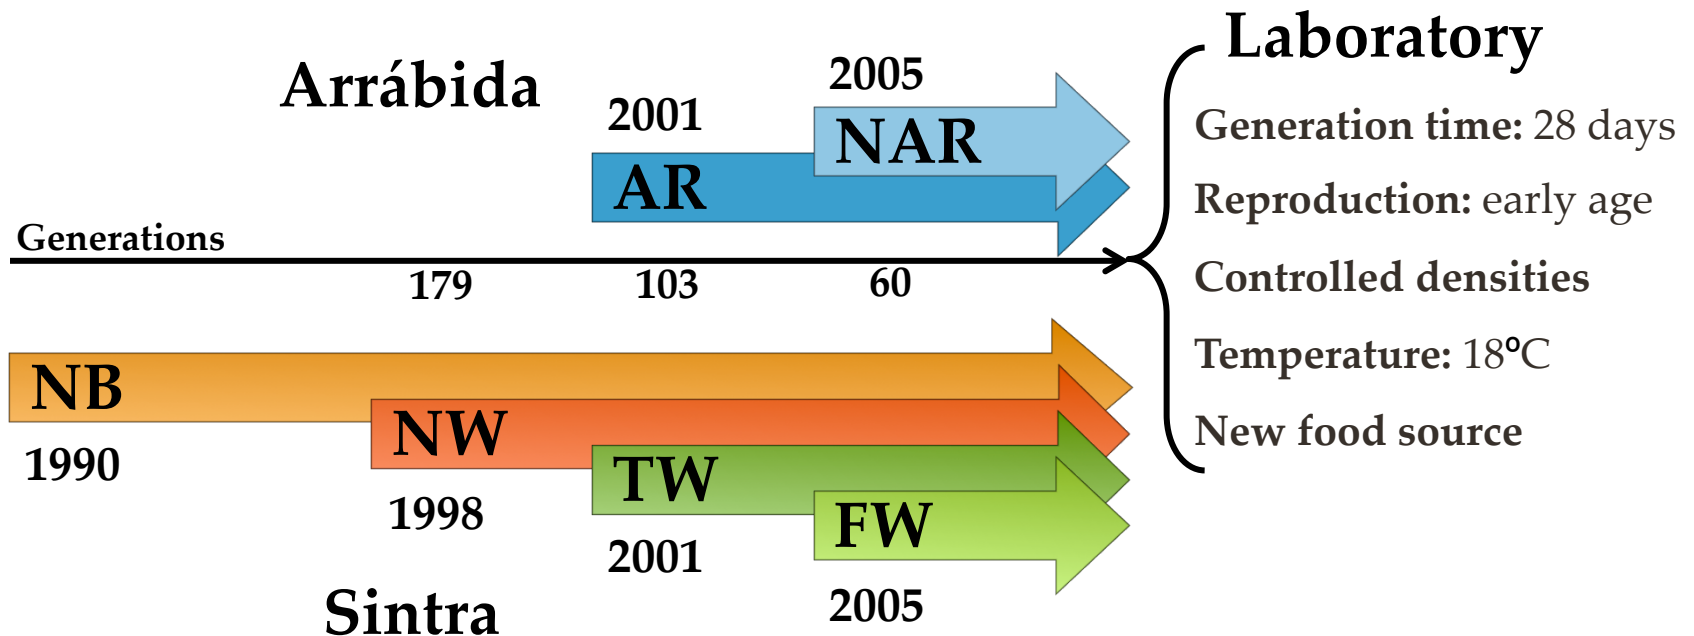 Laboratory
Arrábida
2005
2001
NAR
AR
Generation time: 28 days
Reproduction: early age
Controlled densities
Temperature: 18ºC
New food source
Generations
179
103
60
NB
1990
NW
1998
TW
2001
FW
2005
Sintra